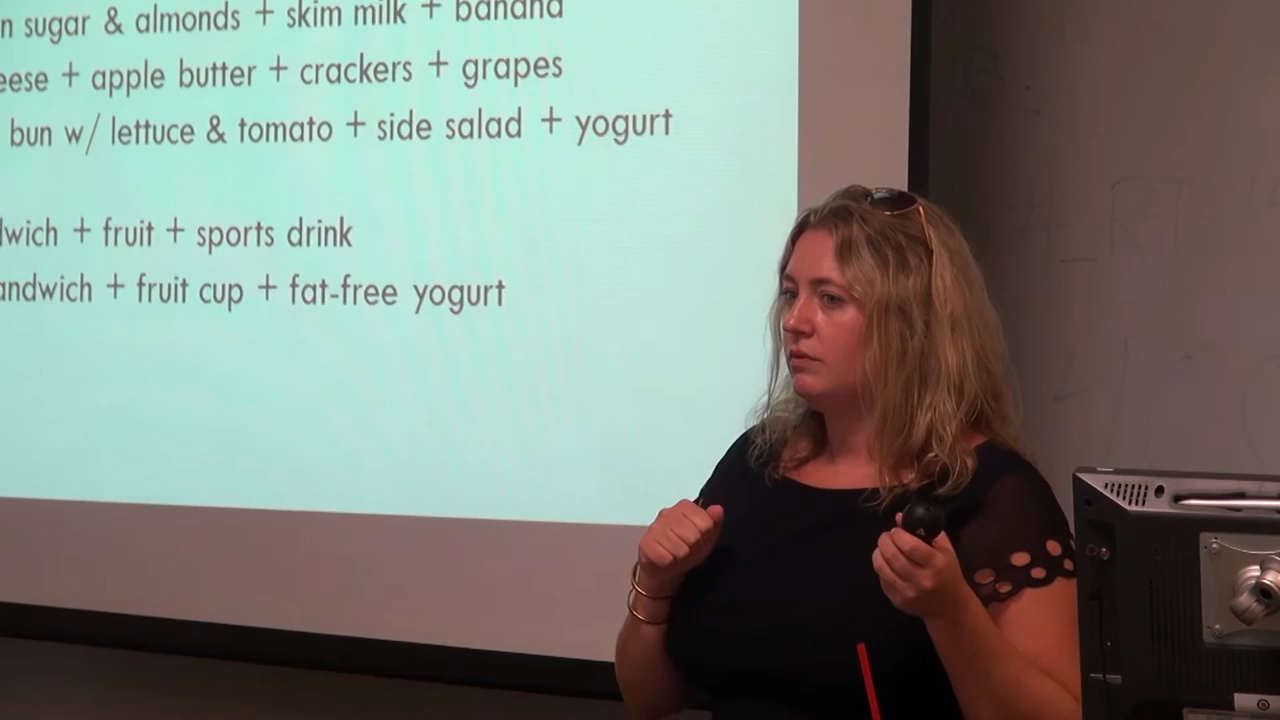 n sugar & almonds + skim milk + banana
eese + apple butter + crackers + grapes
bun w/ lettuce & tomato + side salad + yogurt
dwich + fruit + sports drink
andwich + fruit cup + fat-free yogurt